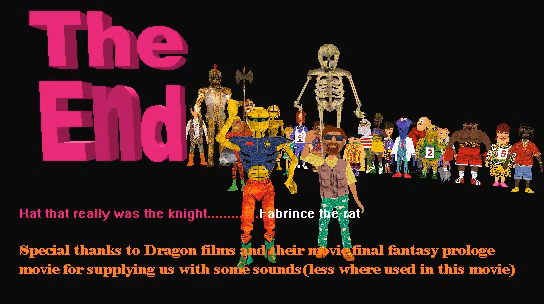 The
End
Rat that really was the knight.......... Fabrince the rat
Special thanks to Dragon films and their movie final fantasy prologe
movie for supplying us with some sounds(less where used in this movie)